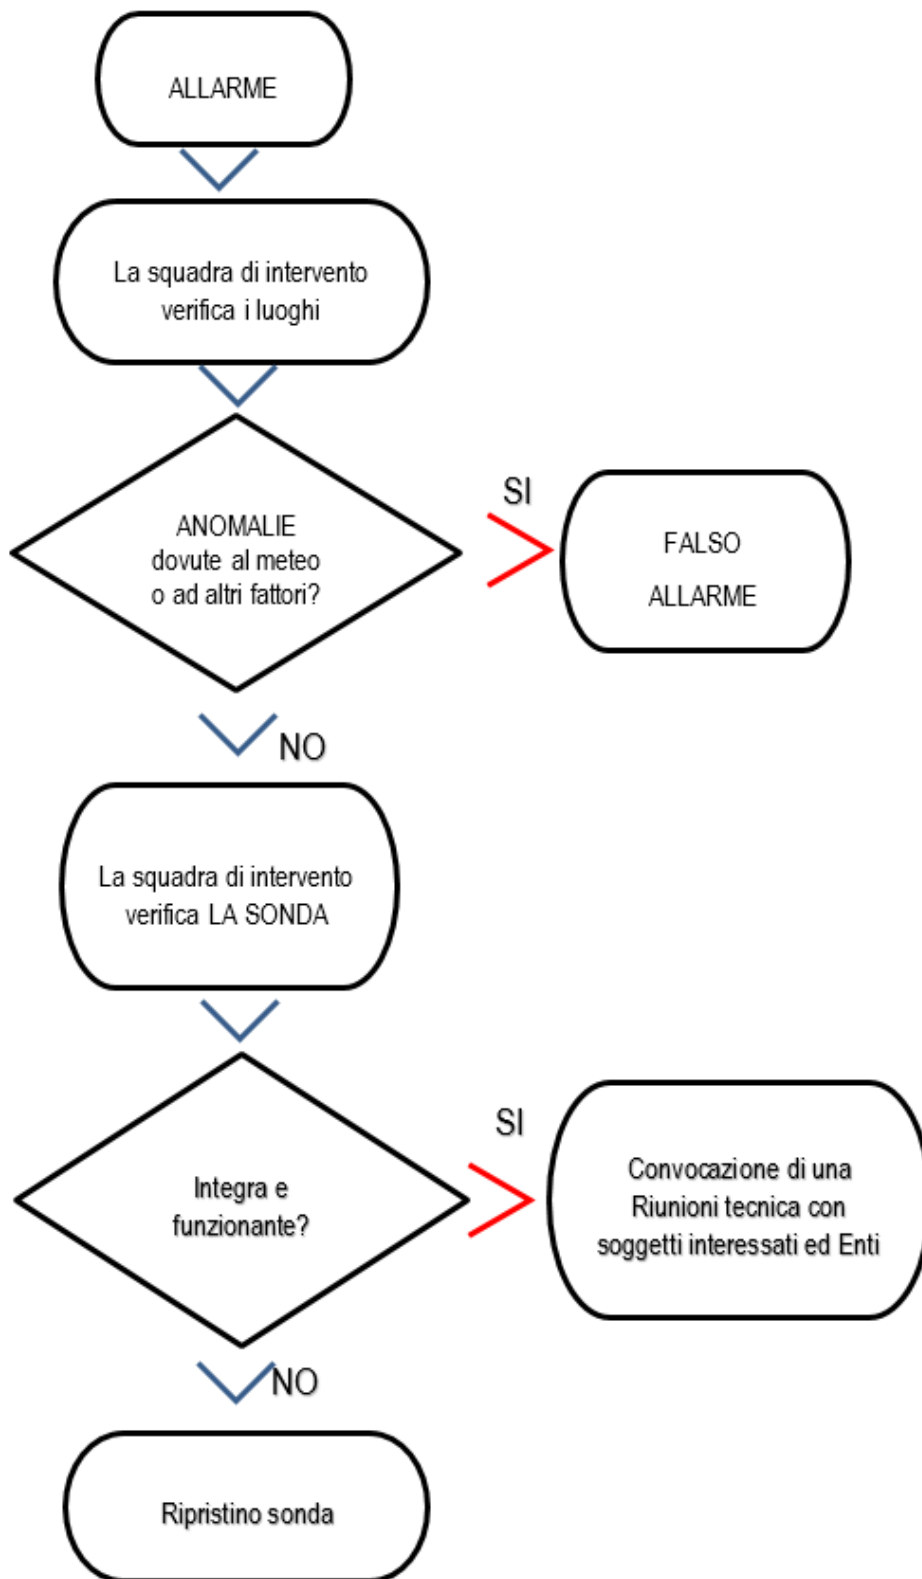 ALLARME
La squadra di intervento
verifica i luoghi
ANOMALIE
dovute al meteo
o ad altri fattori?
SI
FALSO
ALLARME
NO
La squadra di intervento
verifica LA SONDA
Integra e
funzionante?
SI
Convocazione di una
Riunioni tecnica con
soggetti interessati ed Enti
NO
Ripristino sonda